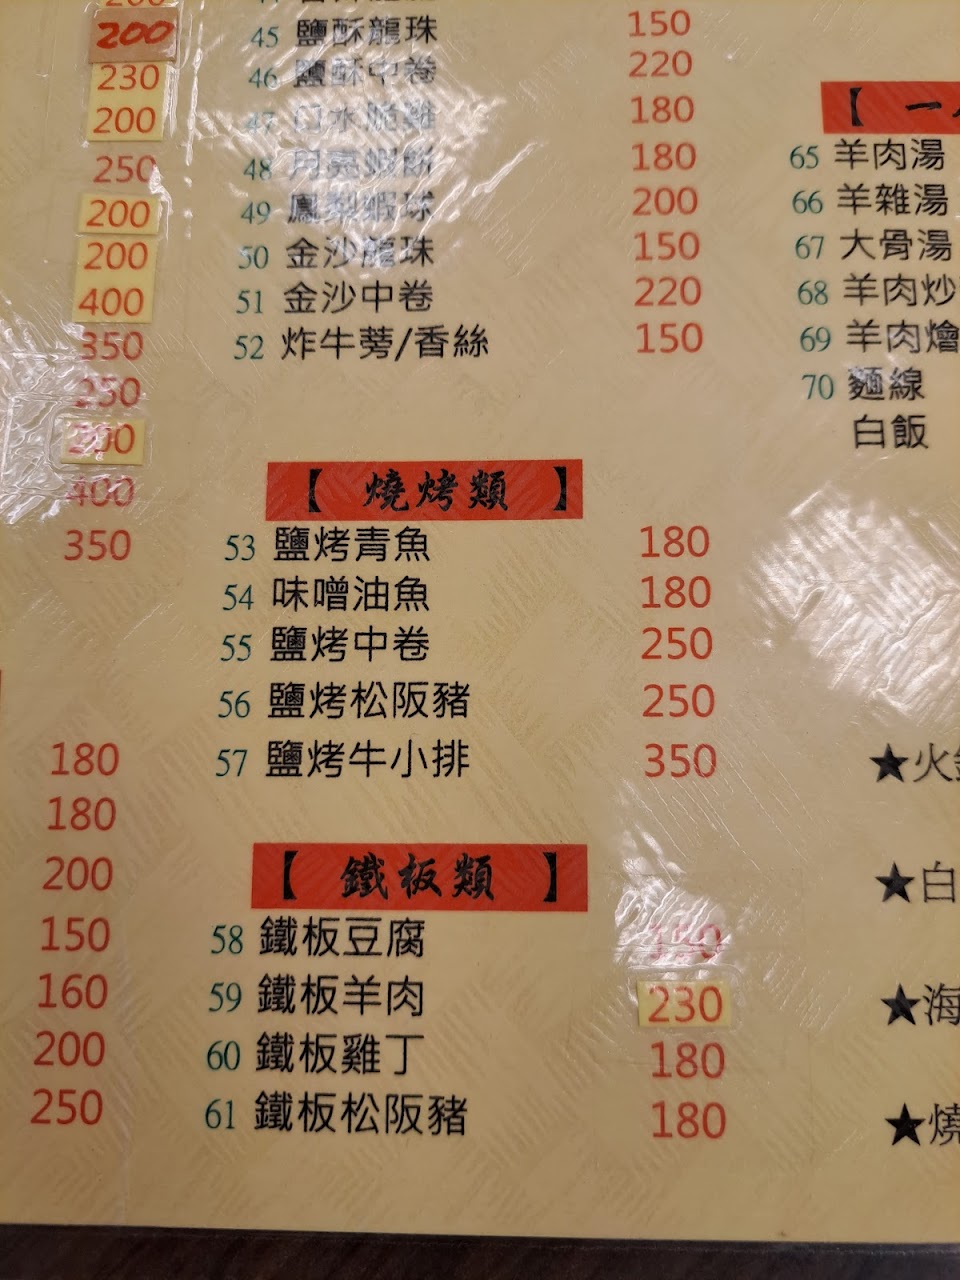 200
230
200
250
200
200
400
350
250
200
400
350
180
180
200
150
160
200
250
45 鹽酥龍珠 150
46 鹽酥中卷 220
47 口水脆雞 180
48 月亮蝦餅 180
49 鳳梨蝦球 200
50 金沙龍珠 150
51 金沙中卷 220
52 炸牛蒡/香絲 150
【 燒烤類 】
53 鹽烤青魚 180
54 味噌油魚 180
55 鹽烤中卷 250
56 鹽烤松阪豬 250
57 鹽烤牛小排 350
【 鐵板類 】
58 鐵板豆腐
59 鐵板羊肉 230
60 鐵板雞丁 180
61 鐵板松阪豬 180
【 一
65 羊肉湯
66 羊雜湯
67 大骨湯
68 羊肉炒
69 羊肉燴
70 麵線
白飯
★火
★白
★海
★燒